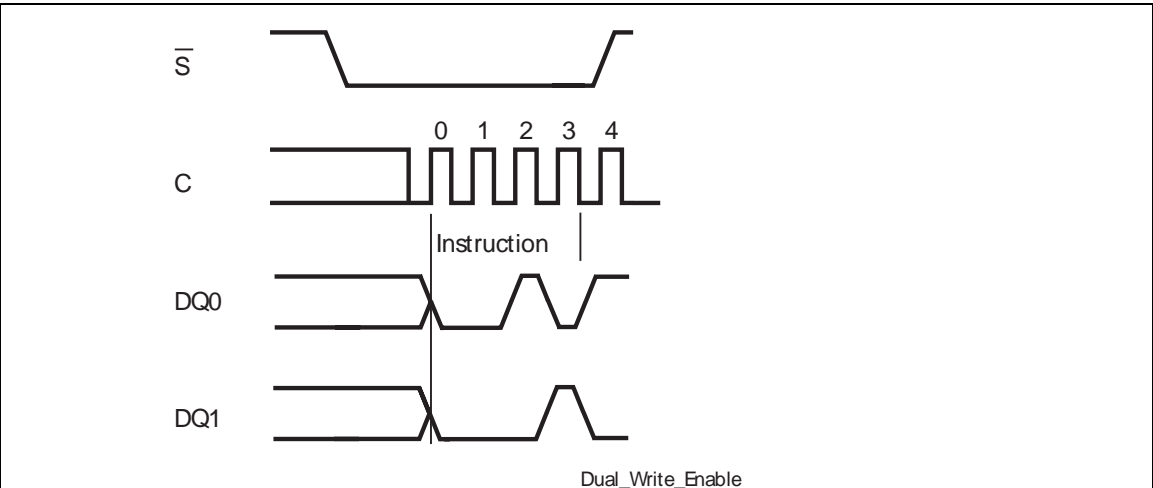 S̅
0 1 2 3 4
C
Instruction
DQ0
DQ1
Dual_Write_Enable